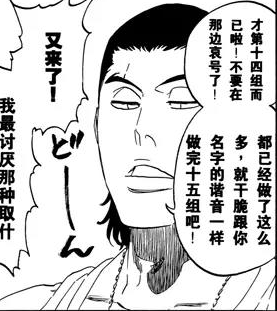 才第十四组而
已啦！不要在
那边哀号了！
都已经做了这么
多，就干脆跟你
名字的谐音一样
做完十五组吧！
又来了！
どーん
我最讨厌那种取什